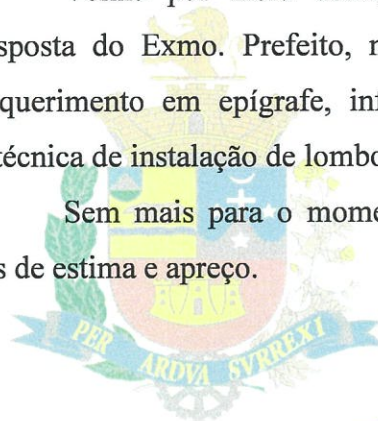 sposta do Exmo. Prefeito, n
querimento em epígrafe, inf
técnica de instalação de lombo
Sem mais para o mome
s de estima e apreço.
PER ARDVA SVRREXI